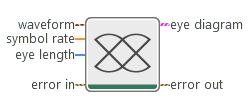 waveform
symbol rate
eye length
error in
eye diagram
error out